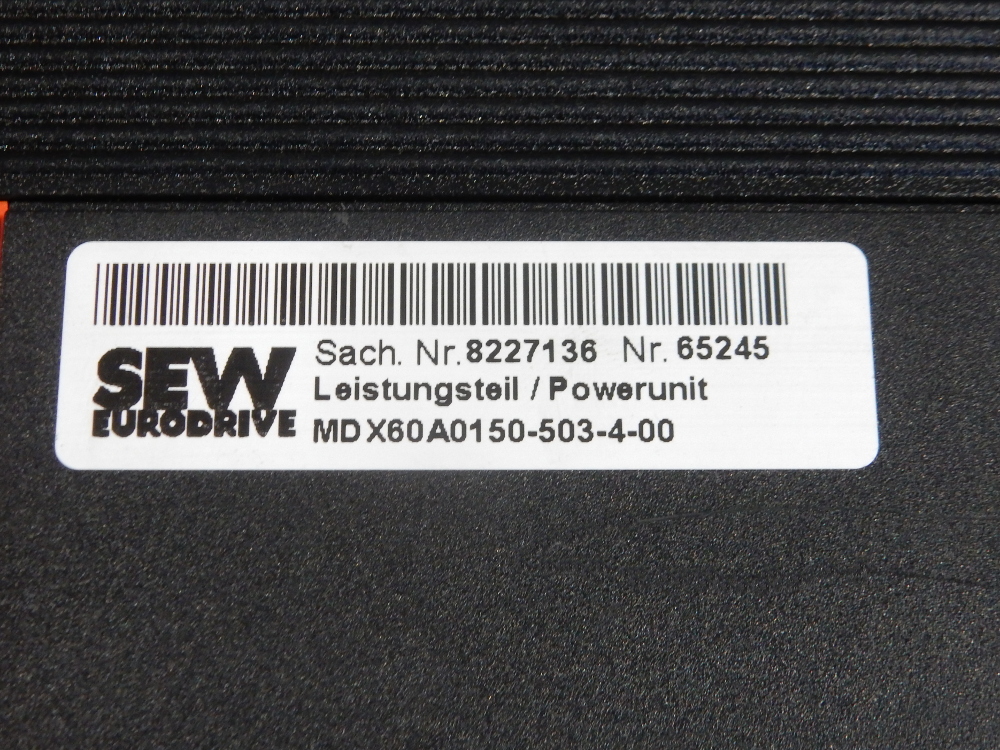 Sach. Nr. 8227136 Nr. 65245
SEW
EURODRIVE
Leistungsteil / Powerunit
MDX60A0150-503-4-00